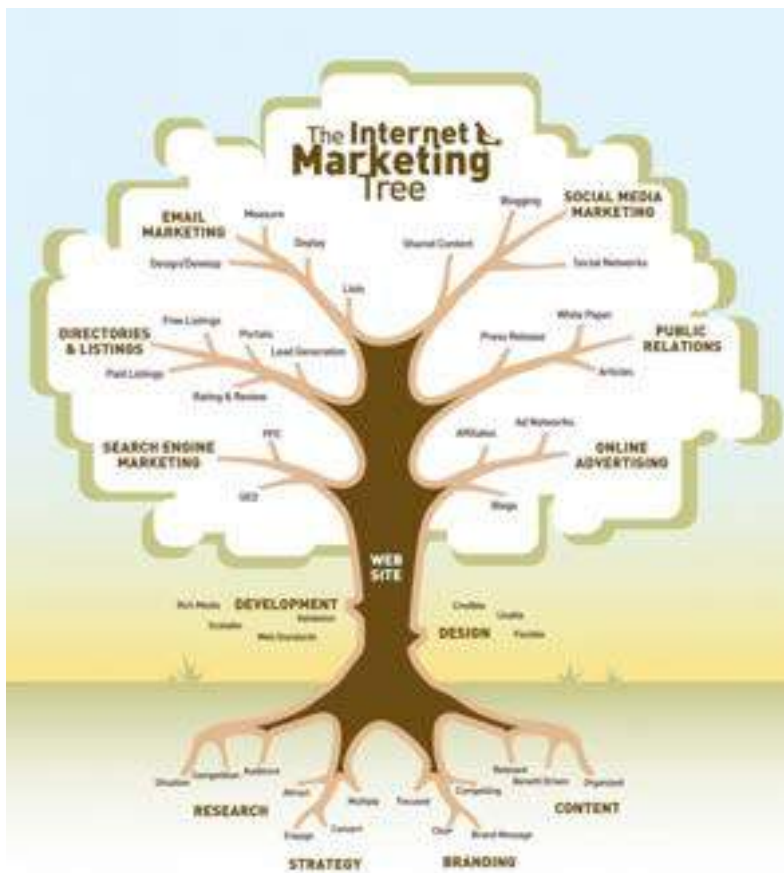 The Internet
Marketing
Tree
EMAIL
MARKETING
Measure
Deploy
Design/Develop
Lists
SOCIAL MEDIA
MARKETING
Blogging
Shared Content
Social Networks
DIRECTORIES
& LISTINGS
Free Listings
Portals
Lead Generation
Paid Listings
Rating & Review
PUBLIC
RELATIONS
White Paper
Press Release
Articles
SEARCH ENGINE
MARKETING
PPC
SEO
ONLINE
ADVERTISING
Affiliates
Ad Networks
Blogs
WEB
SITE
DEVELOPMENT
Rich Media
Scalable
Validation
Web Standards
DESIGN
Credible
Usable
Flexible
RESEARCH
Situation
Competition
Audience
STRATEGY
Attract
Engage
Convert
Multiply
BRANDING
Focused
Clear
Brand Message
Compelling
CONTENT
Relevant
Benefit Driven
Organized